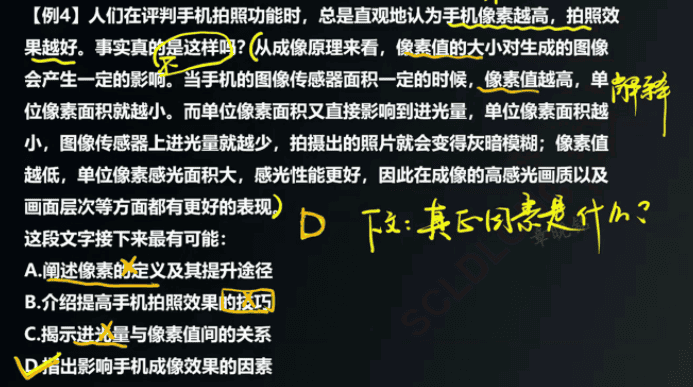 【例4】人们在评判手机拍照功能时，总是直观地认为手机像素越高，拍照效
果越好。事实真的是这样吗？从成像原理来看，像素值的大小对生成的图像
会产生一定的影响。当手机的图像传感器面积一定的时候，像素值越高，单
位像素面积就越小。而单位像素面积又直接影响到进光量，单位像素面积越
小，图像传感器上进光量就越少，拍摄出的照片就会变得灰暗模糊；像素值
越低，单位像素感光面积大，感光性能更好，因此在成像的高感光画质以及
画面层次等方面都有更好的表现。
不
解释
D 下文：真正因素是什么？
这段文字接下来最有可能：
A.阐述像素的定义及其提升途径
B.介绍提高手机拍照效果的技巧
C.揭示进光量与像素值间的关系
D.指出影响手机成像效果的因素